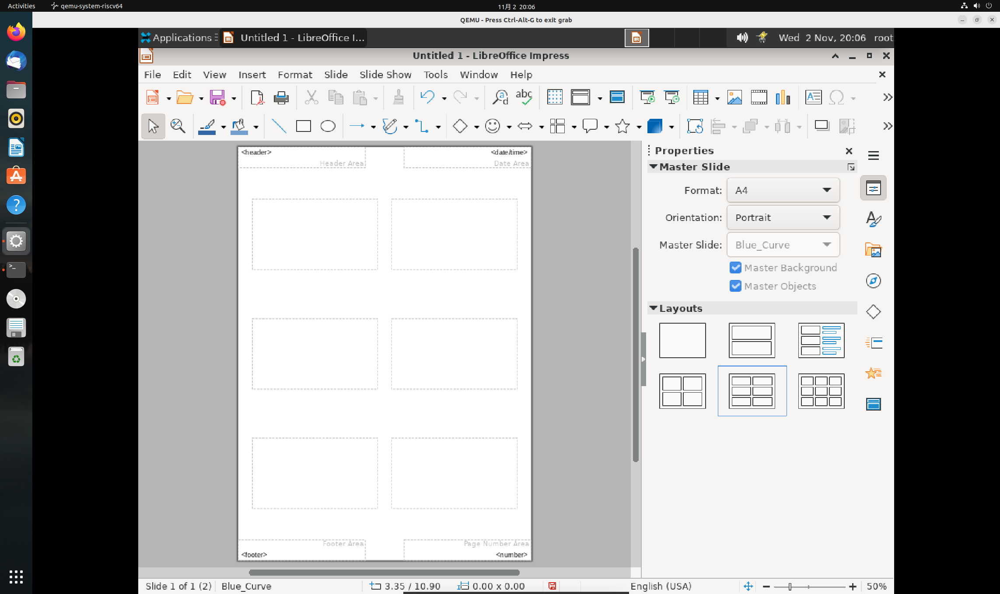 Activities
qemu-system-riscv64
11月 2 20:06
QEMU - Press Ctrl-Alt-G to exit grab
Applications
Untitled 1 - LibreOffice I...
Wed 2 Nov, 20:06
root
Untitled 1 - LibreOffice Impress
File Edit View Insert Format Slide Slide Show Tools Window Help
<header>
<date/time>
Header Area
Date Area
Footer Area
Page Number Area
<footer>
<number>
Properties
Master Slide
Format: A4
Orientation: Portrait
Master Slide: Blue_Curve
Master Background
Master Objects
Layouts
Slide 1 of 1 (2)
Blue_Curve
3.35 / 10.90
0.00 x 0.00
English (USA)
50%